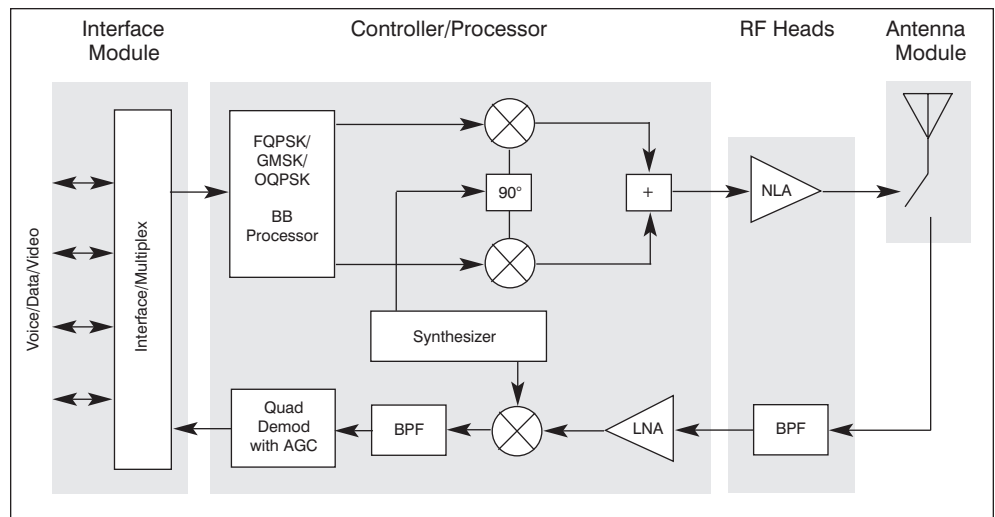 Interface
Module
Controller/Processor
RF Heads
Antenna
Module
Voice/Data/Video
Interface/Multiplex
FQPSK/
GMSK/
OQPSK
BB
Processor
90°
+
NLA
Synthesizer
Quad
Demod
with AGC
BPF
LNA
BPF